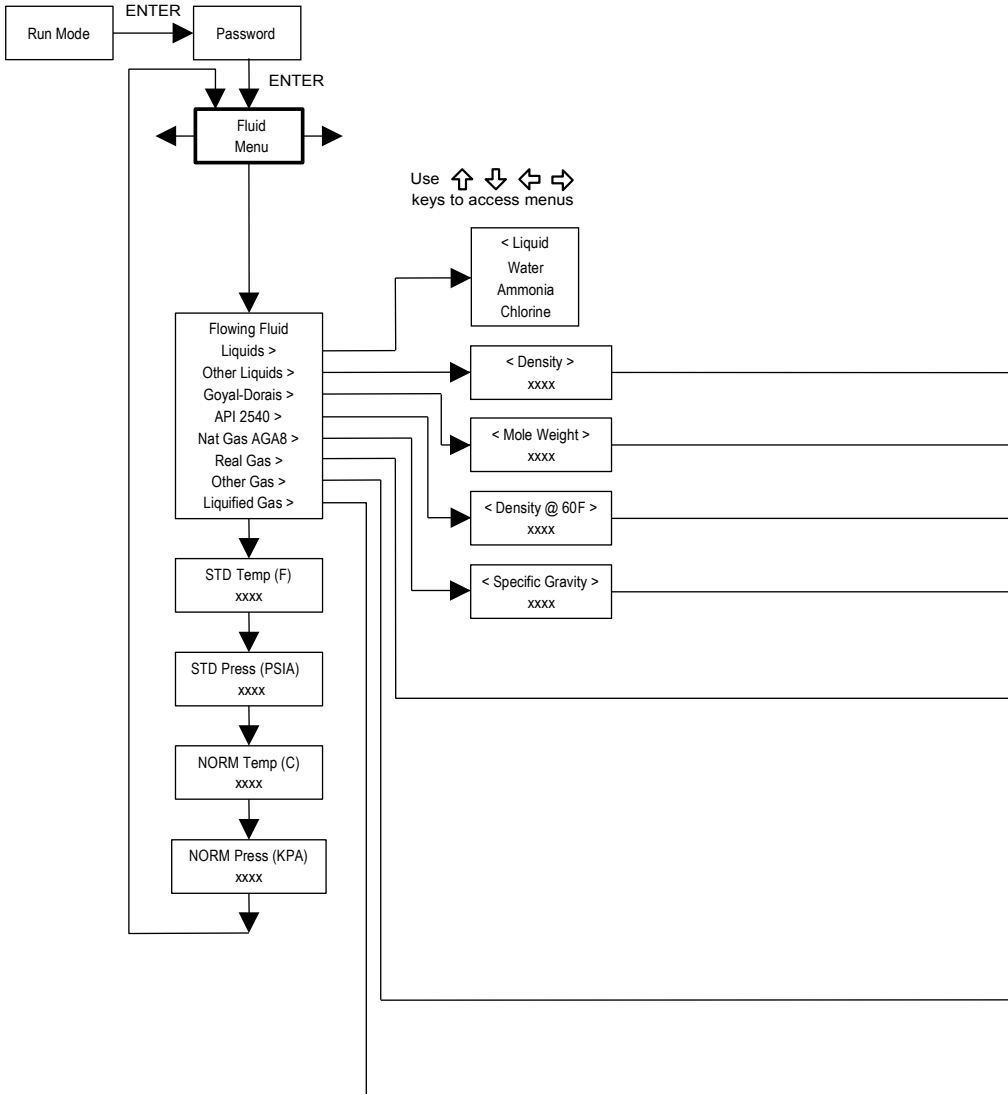 ENTER
Run Mode
Password
ENTER
Fluid
Menu
Use
keys to access menus
< Liquid
Water
Ammonia
Chlorine
Flowing Fluid
Liquids >
Other Liquids >
Goyal-Dorais >
API 2540 >
Nat Gas AGA8 >
Real Gas >
Other Gas >
Liquified Gas >
< Density >
xxxx
< Mole Weight >
xxxx
< Density @ 60F >
xxxx
< Specific Gravity >
xxxx
STD Temp (F)
xxxx
STD Press (PSIA)
xxxx
NORM Temp (C)
xxxx
NORM Press (KPA)
xxxx